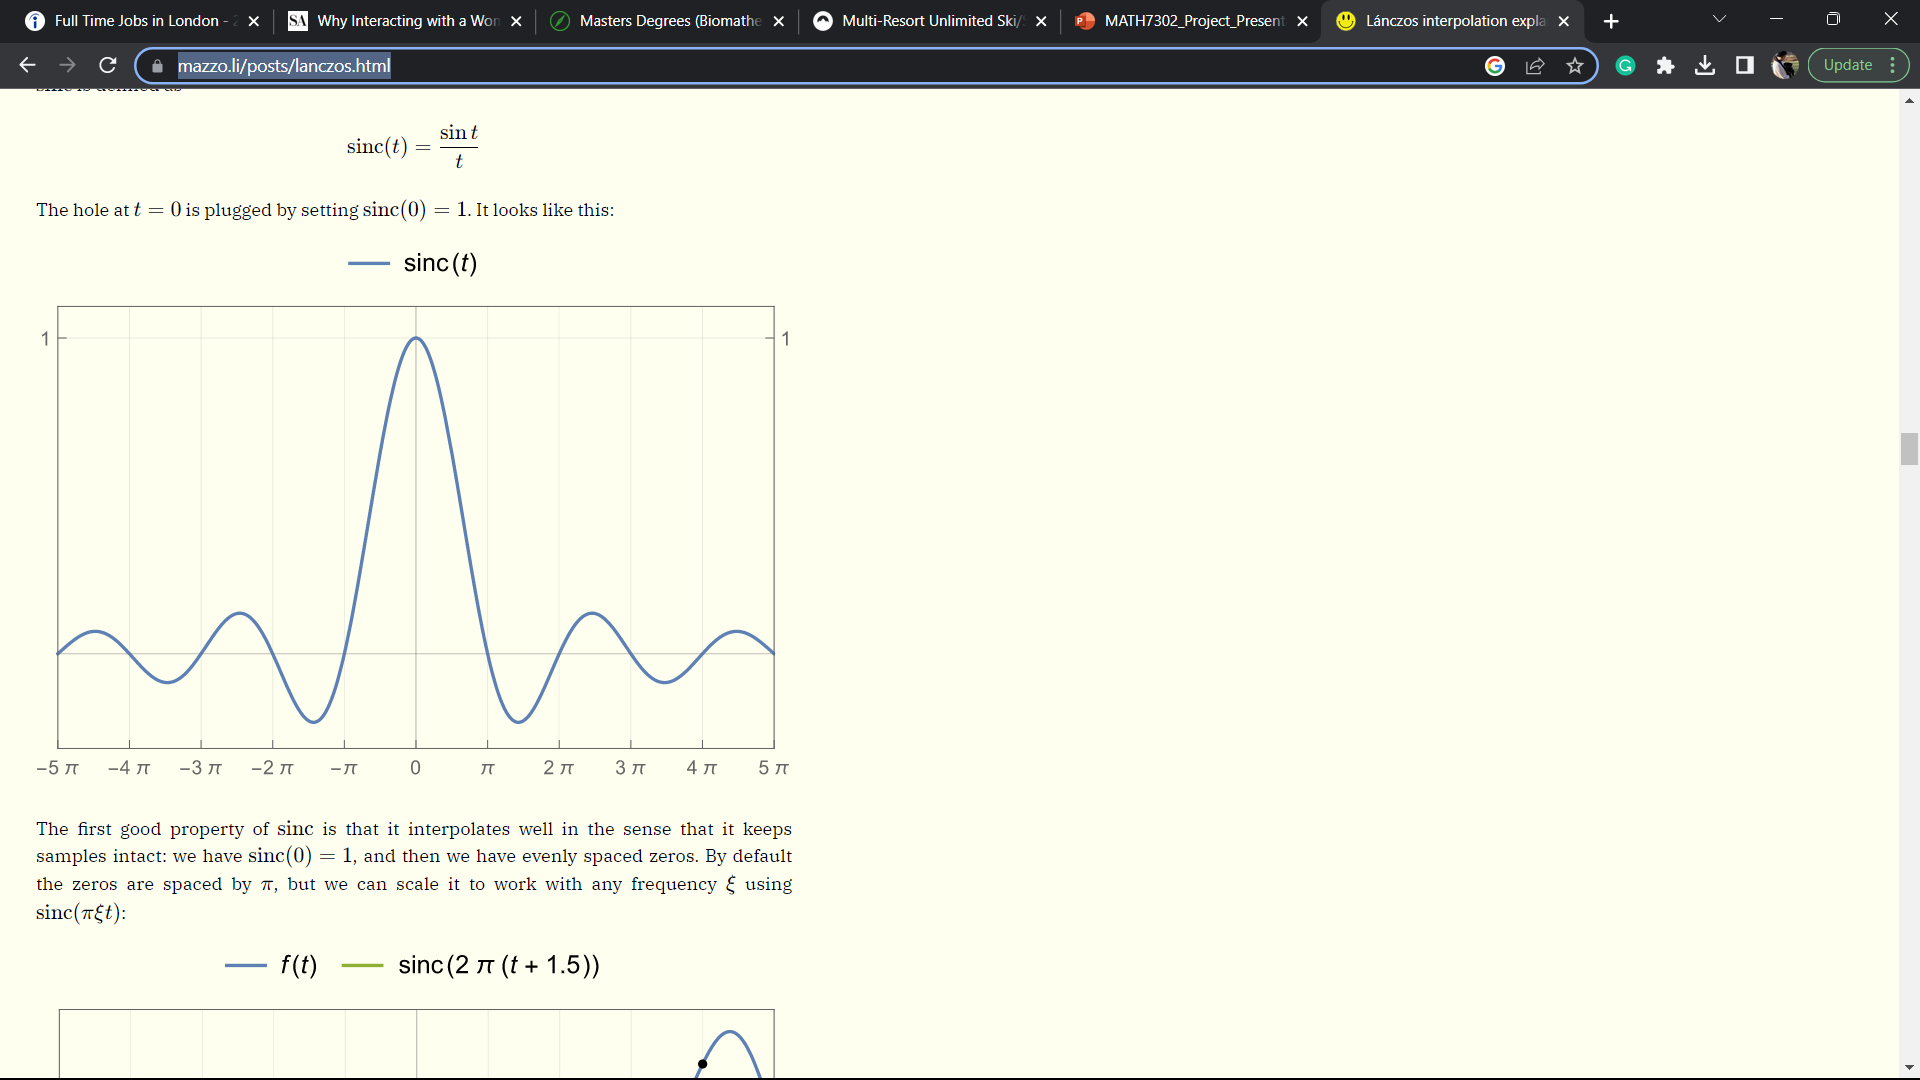 Full Time Jobs in London -
Why Interacting with a Wo
Masters Degrees (Biomathe
Multi-Resort Unlimited Ski/
MATH7302_Project_Present
Lánczos interpolation expla
mazzo.li/posts/lanczos.html
Update
sinc is defined as
sinc(t) = sin t / t
The hole at t = 0 is plugged by setting sinc(0) = 1. It looks like this:
sinc(t)
1 1
−5 π −4 π −3 π −2 π −π 0 π 2 π 3 π 4 π 5 π
The first good property of sinc is that it interpolates well in the sense that it keeps
samples intact: we have sinc(0) = 1, and then we have evenly spaced zeros. By default
the zeros are spaced by π, but we can scale it to work with any frequency ξ using
sinc(πξt):
f(t) sinc(2 π (t + 1.5))